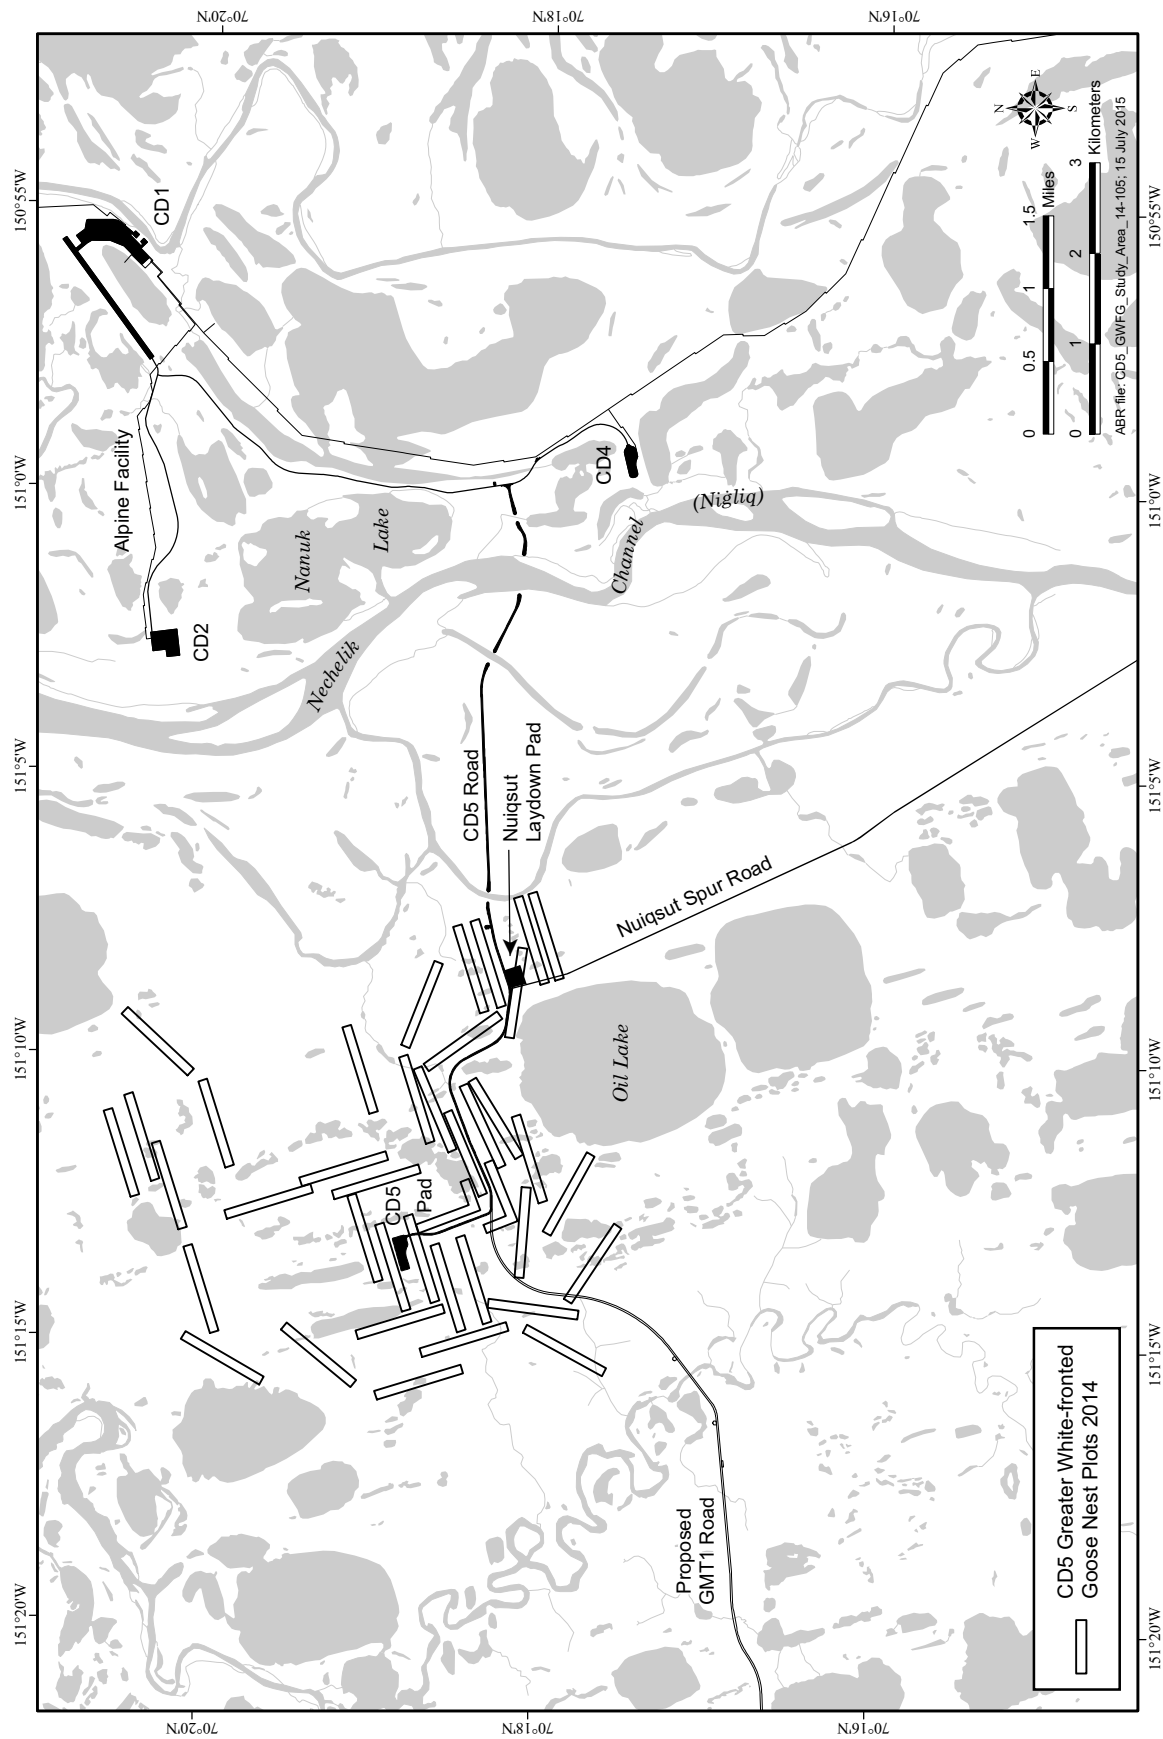 150°55'W
151°0'W
151°5'W
151°10'W
151°15'W
151°20'W
70°20'N
70°18'N
70°16'N
CD1
Alpine Facility
CD2
Nanuk
Lake
CD4
Nechelik
Channel
(Niġliq)
CD5 Road
Nuiqsut
Laydown Pad
Nuiqsut Spur Road
Oil Lake
CD5
Pad
Proposed
GMT1 Road
N
E
S
W
0 0.5 1 1.5
Miles
0 1 2 3
Kilometers
ABR file: CD5_GWFG_Study_Area_14-105; 15 July 2015
CD5 Greater White-fronted
Goose Nest Plots 2014
70°20'N
70°18'N
70°16'N
150°55'W
151°0'W
151°5'W
151°10'W
151°15'W
151°20'W